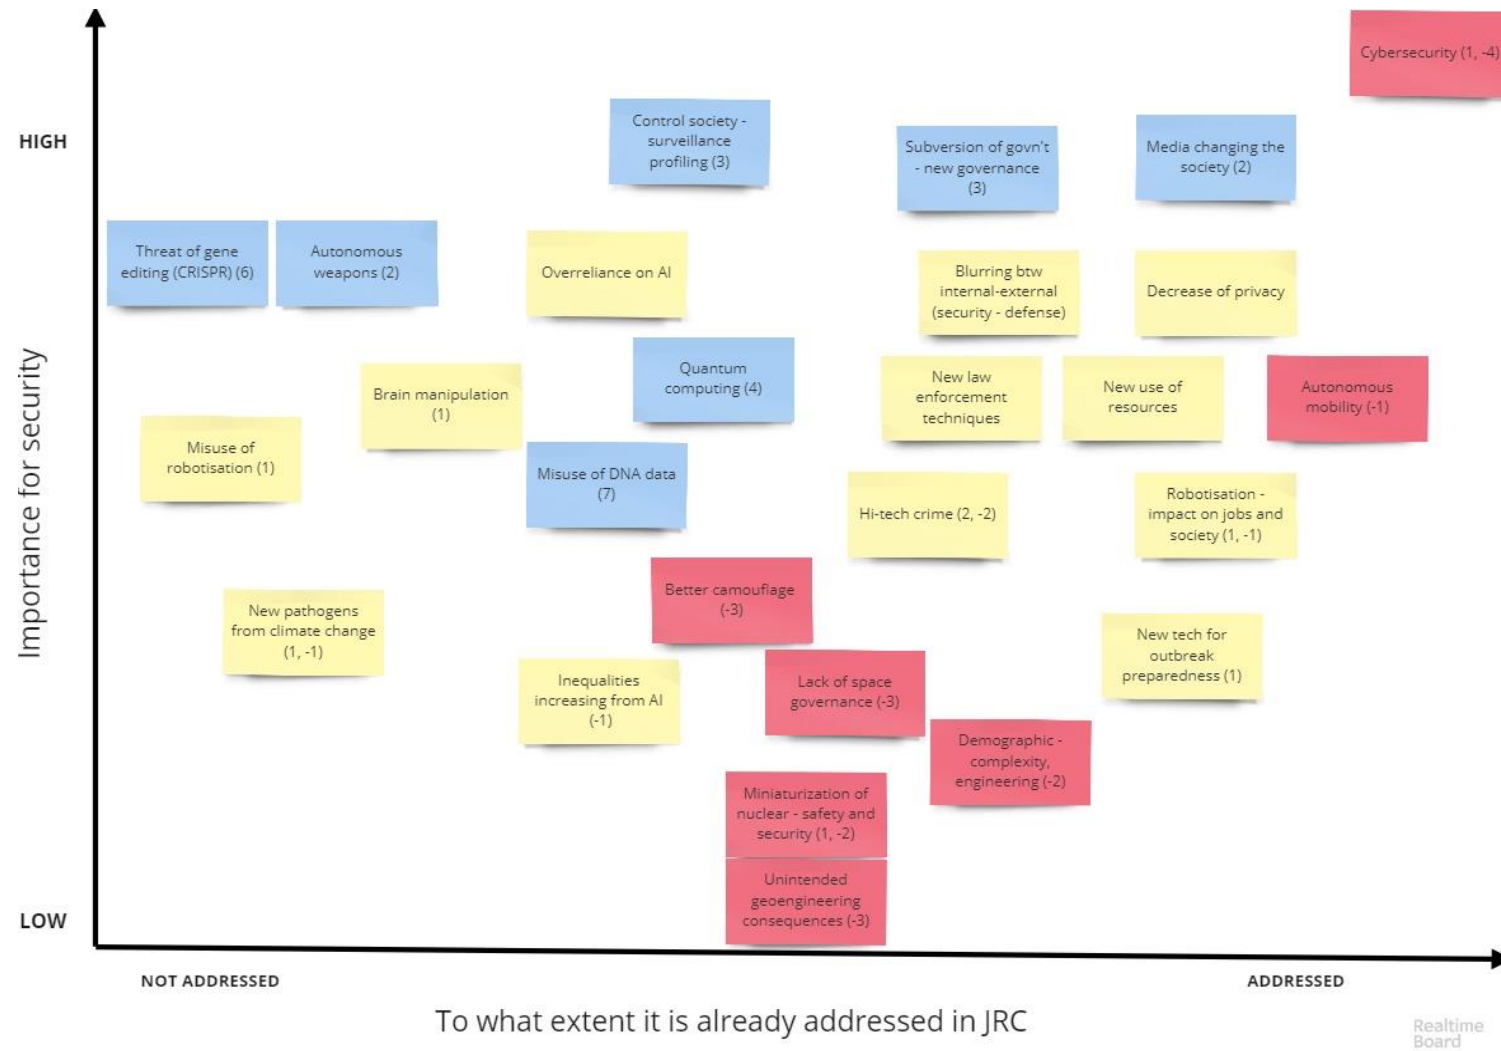 Cybersecurity (1, -4)
HIGH
Control society -
surveillance
profiling (3)
Subversion of govn't
- new governance
(3)
Media changing the
society (2)
Threat of gene
editing (CRISPR) (6)
Autonomous
weapons (2)
Overreliance on AI
Blurring btw
internal-external
(security - defense)
Decrease of privacy
Quantum
computing (4)
Brain manipulation
(1)
New law
enforcement
techniques
New use of
resources
Autonomous
mobility (-1)
Importance for security
Misuse of
robotisation (1)
Misuse of DNA data
(7)
Hi-tech crime (2, -2)
Robotisation -
impact on jobs and
society (1, -1)
Better camouflage
(-3)
New pathogens
from climate change
(1, -1)
Inequalities
increasing from AI
(-1)
Lack of space
governance (-3)
New tech for
outbreak
preparedness (1)
Demographic -
complexity,
engineering (-2)
Miniaturization of
nuclear - safety and
security (1, -2)
Unintended
geoengineering
consequences (-3)
LOW
NOT ADDRESSED
ADDRESSED
To what extent it is already addressed in JRC
Realtime
Board